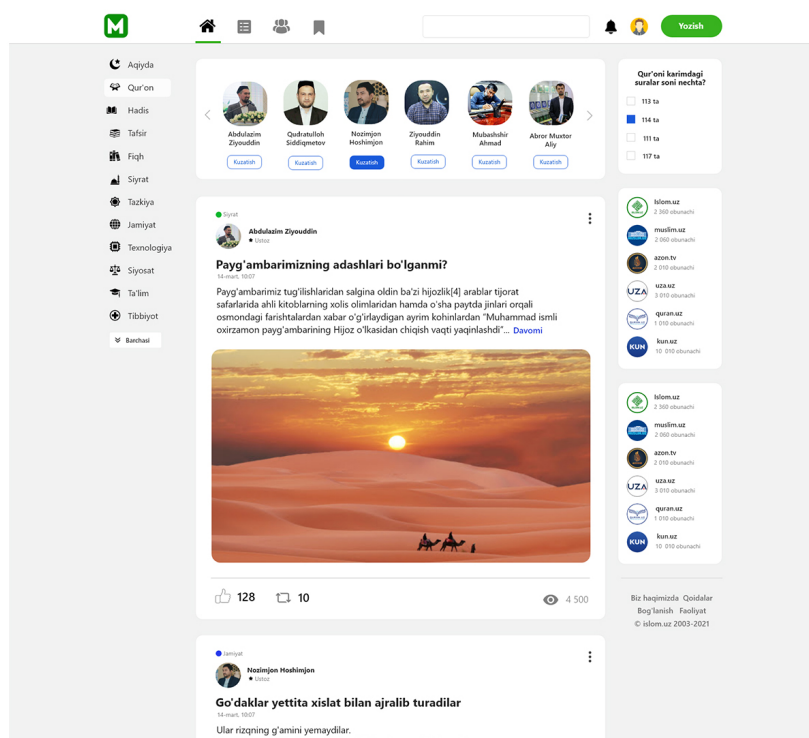 M
Yozish
Aqiyda
Qur'on
Hadis
Tafsir
Fiqh
Siyrat
Tazkiya
Jamiyat
Texnologiya
Siyosat
Ta'lim
Tibbiyot
Barchasi
Abdulazim
Ziyouddin
Kuzatish
Qudratulloh
Siddiqmetov
Kuzatish
Nozimjon
Hoshimjon
Kuzatish
Ziyouddin
Rahim
Kuzatish
Mubashshir
Ahmad
Kuzatish
Abror Muxtor
Aliy
Kuzatish
Siyrat
Abdulazim Ziyouddin
Ustoz
Payg'ambarimizning adashlari bo'lganmi?
14-mart, 10:07
Payg'ambarimiz tug'ilishlaridan salgina oldin ba'zi hijozlik[4] arablar tijorat
safarlarida ahli kitoblarning xolis olimlaridan hamda o'sha paytda jinlari orqali
osmondagi farishtalardan xabar o'g'irlaydigan ayrim kohinlardan "Muhammad ismli
oxirzamon payg'ambarining Hijoz o'lkasidan chiqish vaqti yaqinlashdi"... Davomi
128
10
4 500
Jamiyat
Nozimjon Hoshimjon
Ustoz
Go'daklar yettita xislat bilan ajralib turadilar
14-mart, 10:07
Ular rizqning g'amini yemaydilar.
Qur'oni karimdagi
suralar soni nechta?
113 ta
114 ta
111 ta
117 ta
Islom.uz
2 360 obunachi
muslim.uz
2 060 obunachi
azon.tv
2 010 obunachi
UZA
uza.uz
3 010 obunachi
quran.uz
1 010 obunachi
KUN
kun.uz
10 010 obunachi
Islom.uz
2 360 obunachi
muslim.uz
2 060 obunachi
azon.tv
2 010 obunachi
UZA
uza.uz
3 010 obunachi
quran.uz
1 010 obunachi
KUN
kun.uz
10 010 obunachi
Biz haqimizda Qoidalar
Bog'lanish Faoliyat
© islom.uz 2003-2021